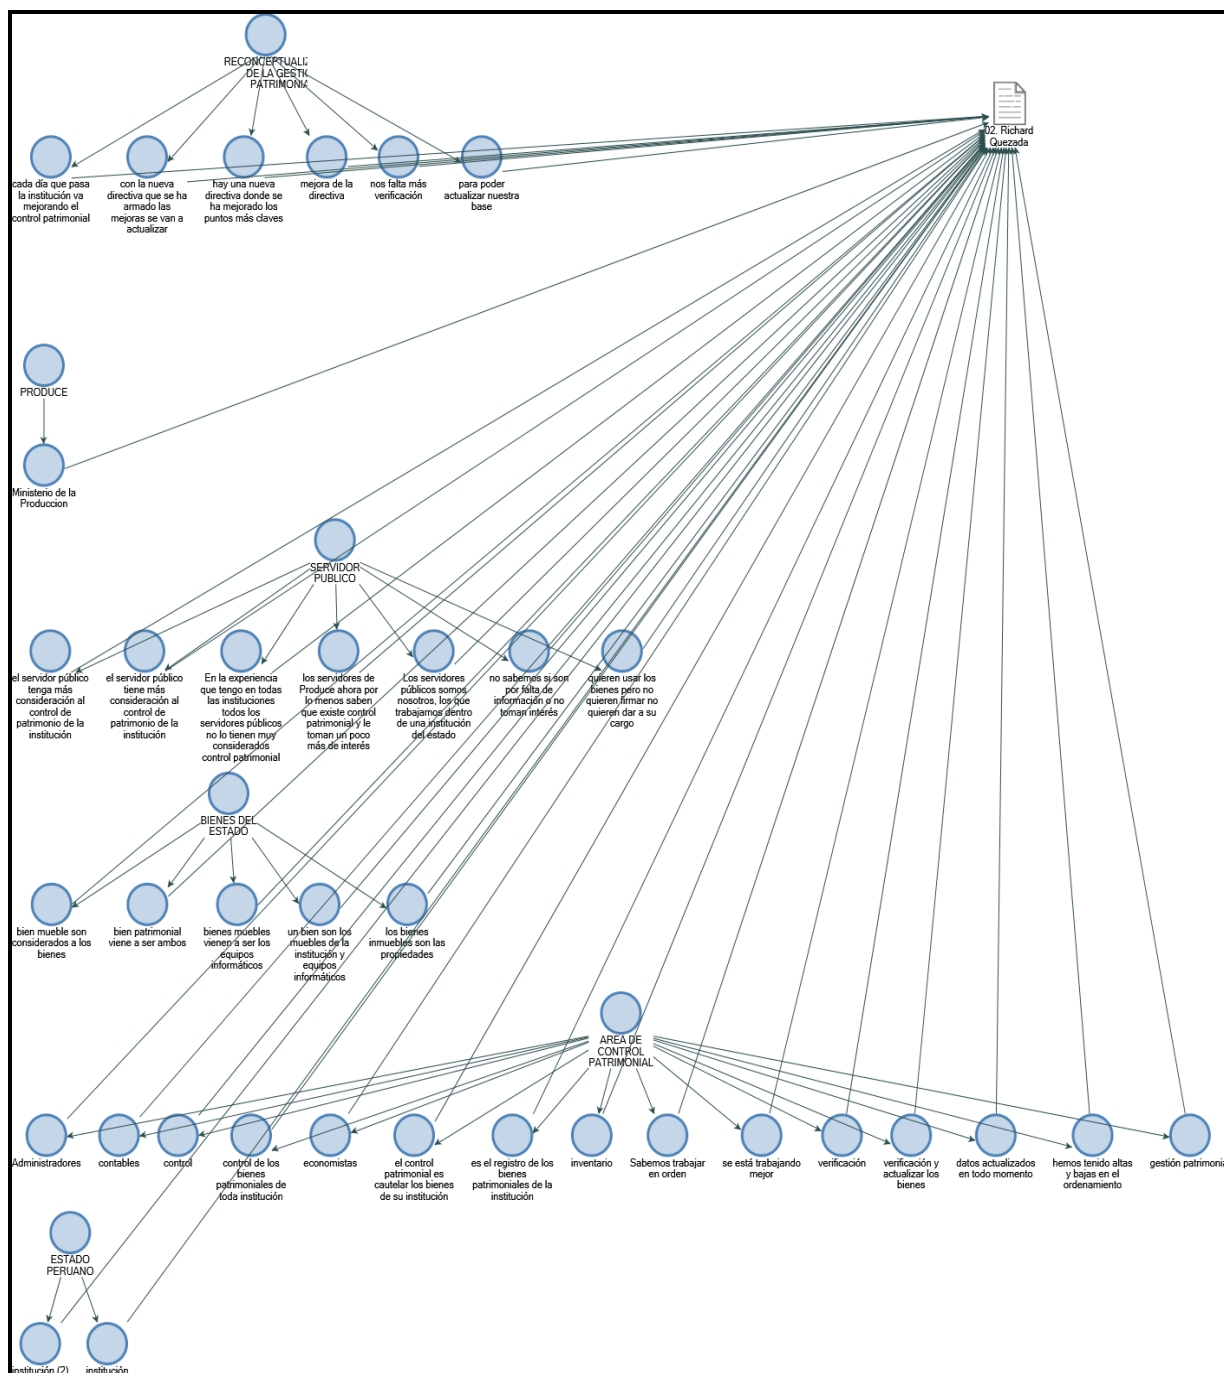 RECONCEPTUALIZ
DE LA GESTIÓ
PATRIMONIA
02. Richard
Quezada
cada día que pasa
la institución va
mejorando el
control patrimonial
con la nueva
directiva que se ha
armado las
mejoras se van a
actualizar
hay una nueva
directiva donde se
ha mejorado los
puntos más claves
mejora de la
directiva
nos falta más
verificación
para poder
actualizar nuestra
base
PRODUCE
Ministerio de la
Produccion
SERVIDOR
PUBLICO
el servidor público
tenga más
consideración al
control de
patrimonio de la
institución
el servidor público
tiene más
consideración al
control de
patrimonio de la
institución
En la experiencia
que tengo en todas
las instituciones
todos los
servidores públicos
no lo tienen muy
considerados
control patrimonial
los servidores de
Produce ahora por
lo menos saben
que existe control
patrimonial y le
toman un poco
más de interés
Los servidores
públicos somos
nosotros, los que
trabajamos dentro
de una institución
del estado
no sabemos si son
por falta de
información o no
toman interés
quieren usar los
bienes pero no
quieren firmar no
quieren dar a su
cargo
BIENES DEL
ESTADO
bien mueble son
considerados a los
bienes
bien patrimonial
viene a ser ambos
bienes muebles
vienen a ser los
equipos
informáticos
un bien son los
muebles de la
institución y
equipos
informáticos
los bienes
inmuebles son las
propiedades
AREA DE
CONTROL
PATRIMONIAL
Administradores
contables
control
control de los
bienes
patrimoniales de
toda institución
economistas
el control
patrimonial es
cautelar los bienes
de su institución
es el registro de los
bienes
patrimoniales de la
institución
inventario
Sabemos trabajar
en orden
se está trabajando
mejor
verificación
verificación y
actualizar los
bienes
datos actualizados
en todo momento
hemos tenido altas
y bajas en el
ordenamiento
gestión patrimonia
ESTADO
PERUANO
institución (2)
institución